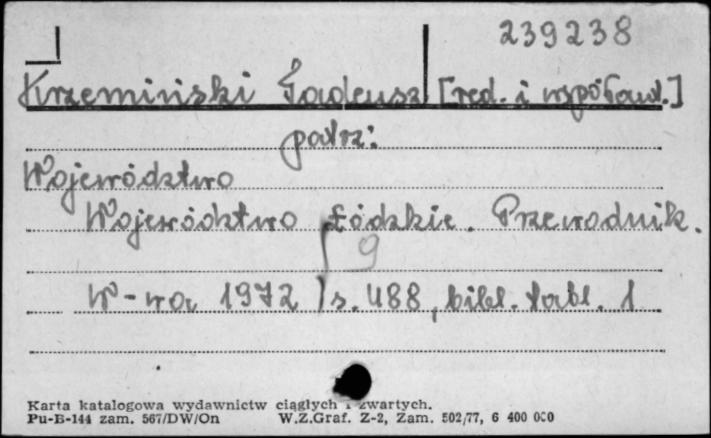 239238
Krzemiński Tadeusz [red. i współaut.]
patrz:
Województwo
Województwo Łódzkie. Przewodnik.
9
W-wa 1972 s. 488, bibl. tabl. 1
Karta katalogowa wydawnictw ciągłych i zwartych.
Pu-B-144 zam. 567/DW/On W.Z.Graf. Z-2, Zam. 502/77, 6 400 000